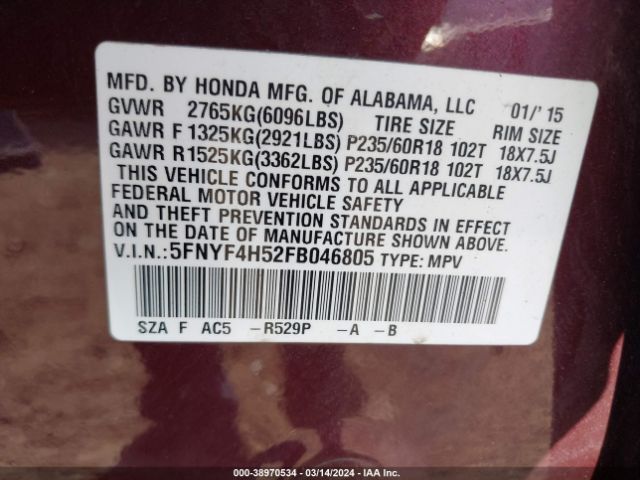 MFD. BY HONDA MFG. OF ALABAMA, LLC 01/'15
GVWR 2765KG(6096LBS) TIRE SIZE RIM SIZE
GAWR F 1325KG(2921LBS) P235/60R18 102T 18X7.5J
GAWR R 1525KG(3362LBS) P235/60R18 102T 18X7.5J
THIS VEHICLE CONFORMS TO ALL APPLICABLE
FEDERAL MOTOR VEHICLE SAFETY
AND THEFT PREVENTION STANDARDS IN EFFECT
ON THE DATE OF MANUFACTURE SHOWN ABOVE.
V.I.N.:5FNYF4H52FB046805 TYPE: MPV
SZA F AC5 -R529P -A -B
000-38970534 - 03/14/2024 - IAA Inc.